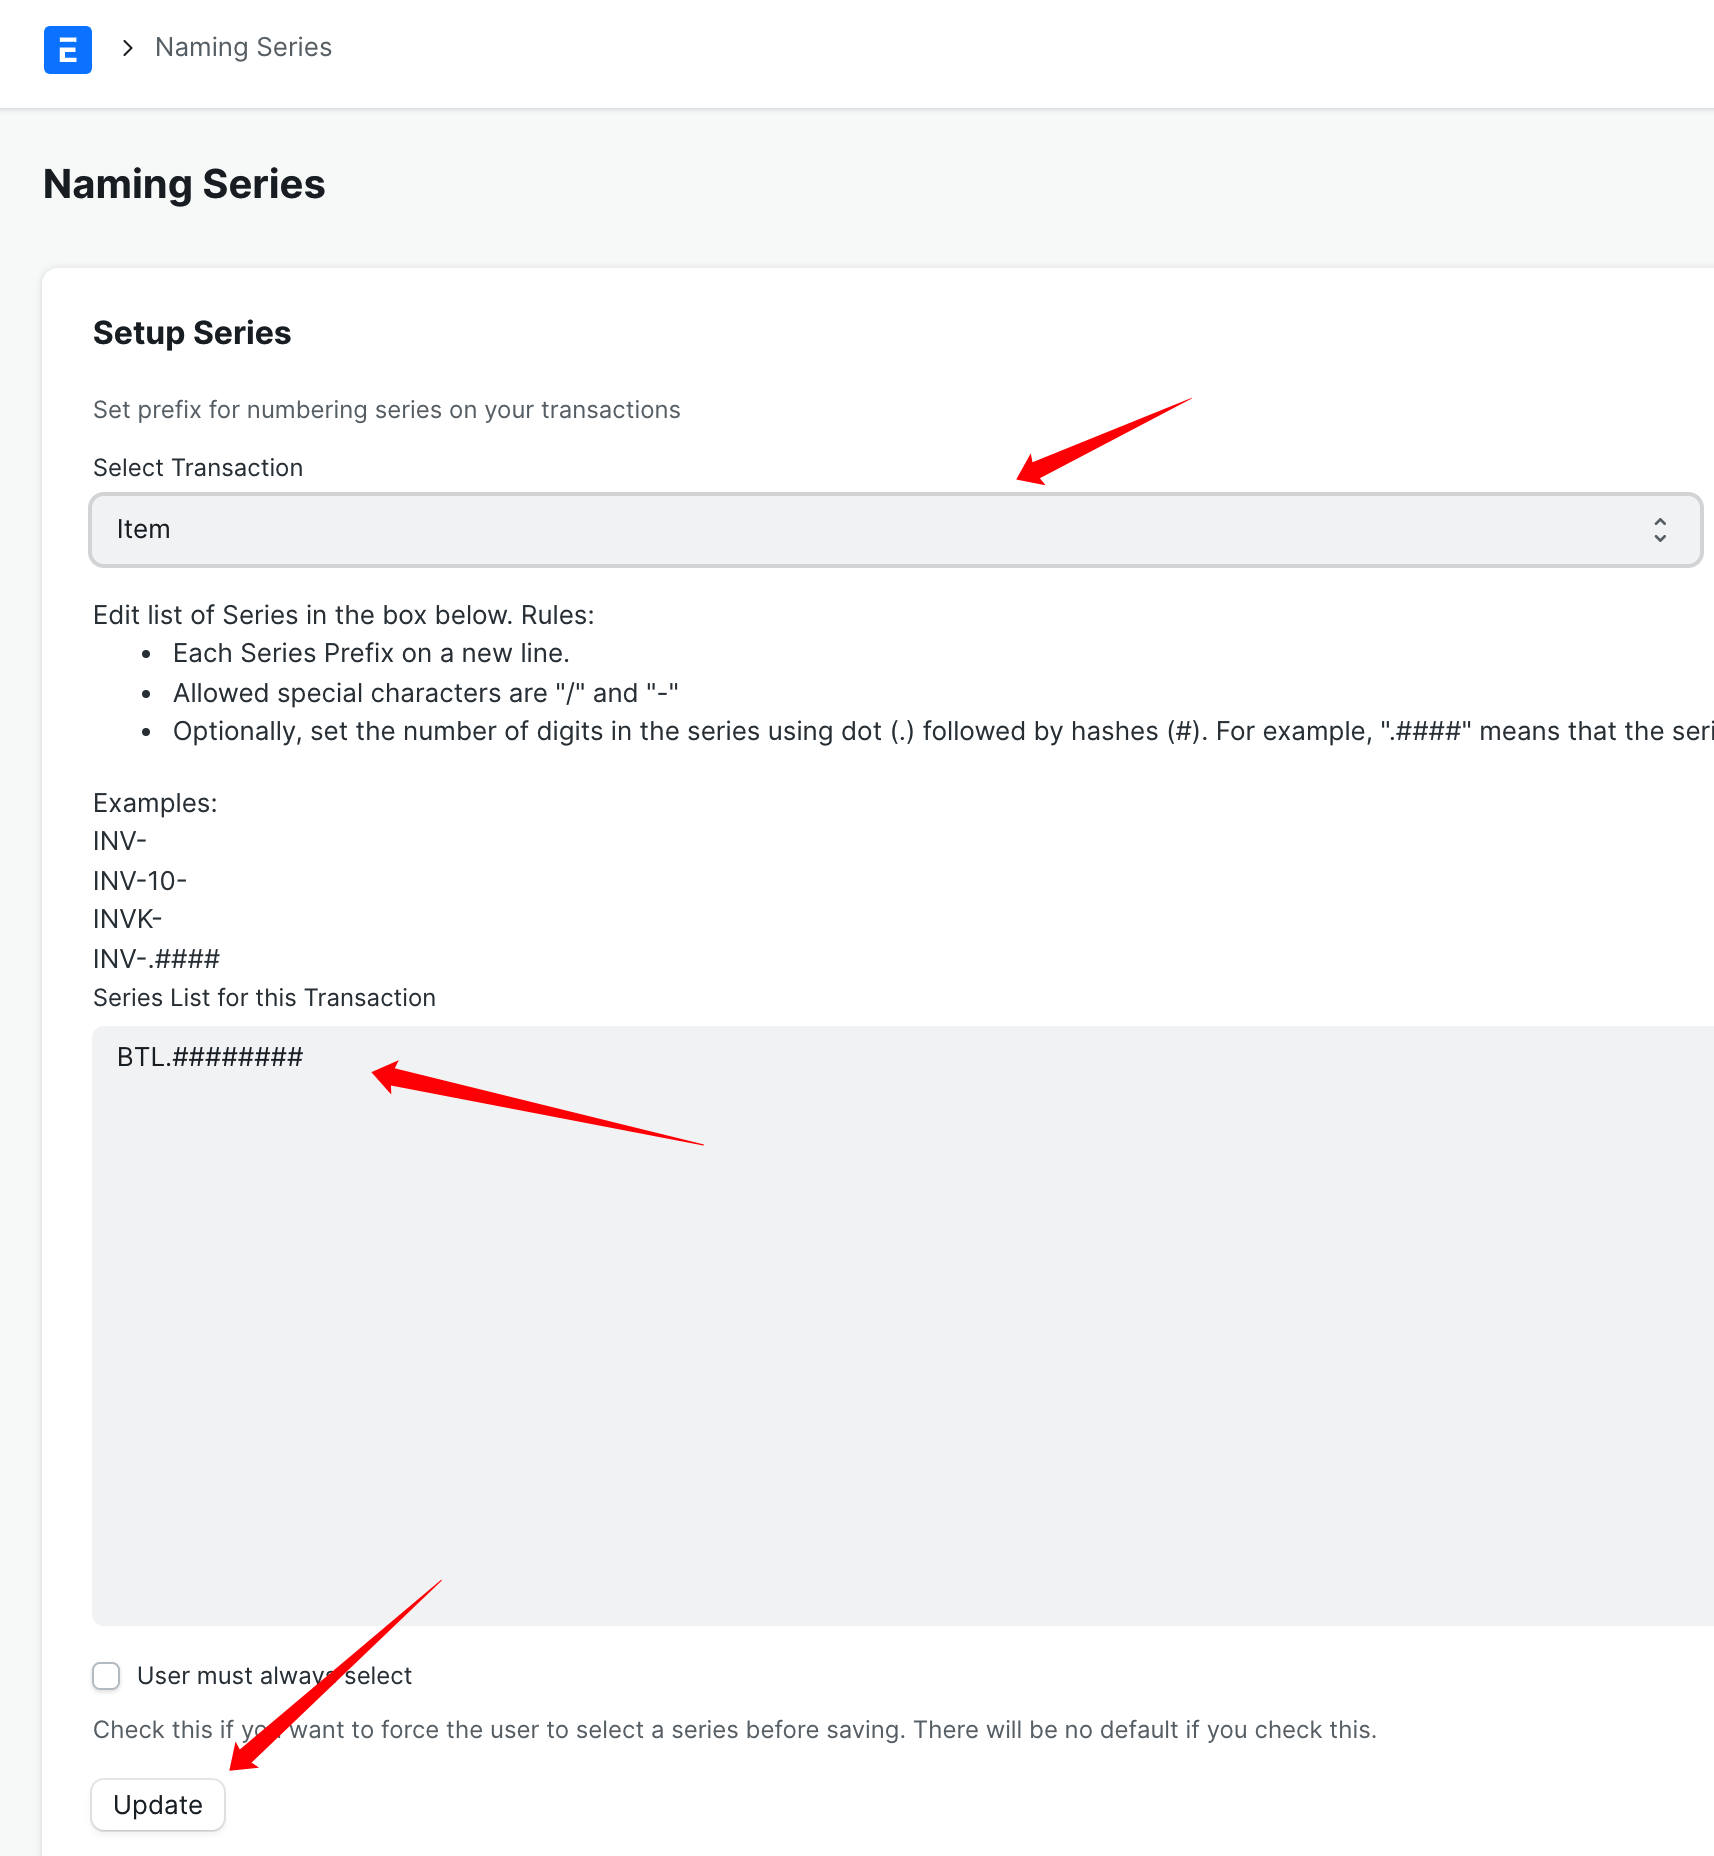 E
Naming Series
Naming Series
Setup Series
Set prefix for numbering series on your transactions
Select Transaction
Item
Edit list of Series in the box below. Rules:
• Each Series Prefix on a new line.
• Allowed special characters are "/" and "-"
• Optionally, set the number of digits in the series using dot (.) followed by hashes (#). For example, ".####" means that the seri
Examples:
INV-
INV-10-
INVK-
INV-.####
Series List for this Transaction
BTL.########
User must always select
Check this if you want to force the user to select a series before saving. There will be no default if you check this.
Update